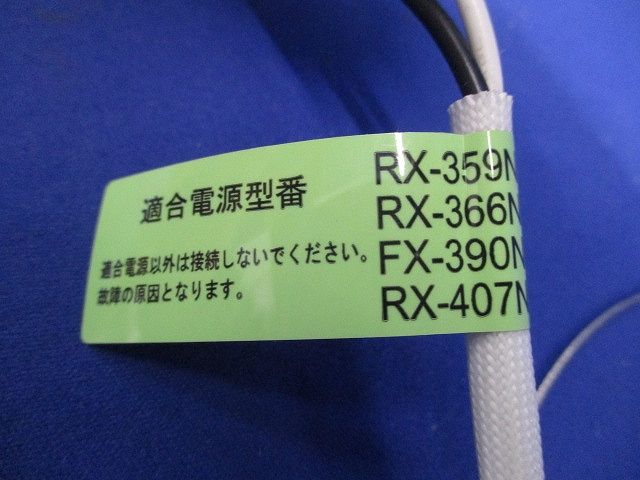 適合電源型番
適合電源以外は接続しないでください。
故障の原因となります。
RX-359N
RX-366N
FX-390N
RX-407N